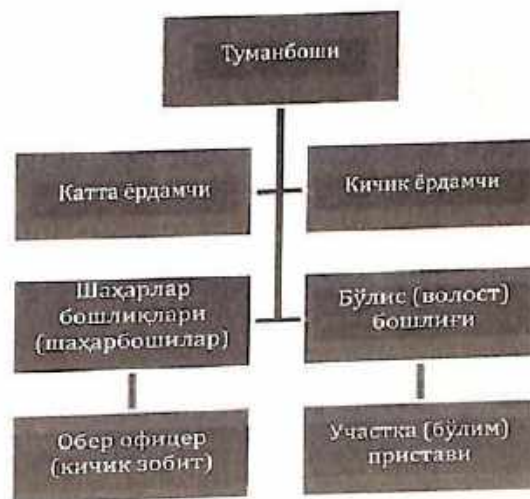 Туманбоши
Катта ёрдамчи
Кичик ёрдамчи
Шаҳарлар
бошлиқлари
(шаҳарбошилар)
Бўлис (волост)
бошлиғи
Обер офицер
(кичик зобит)
Участка (бўлим)
пристави